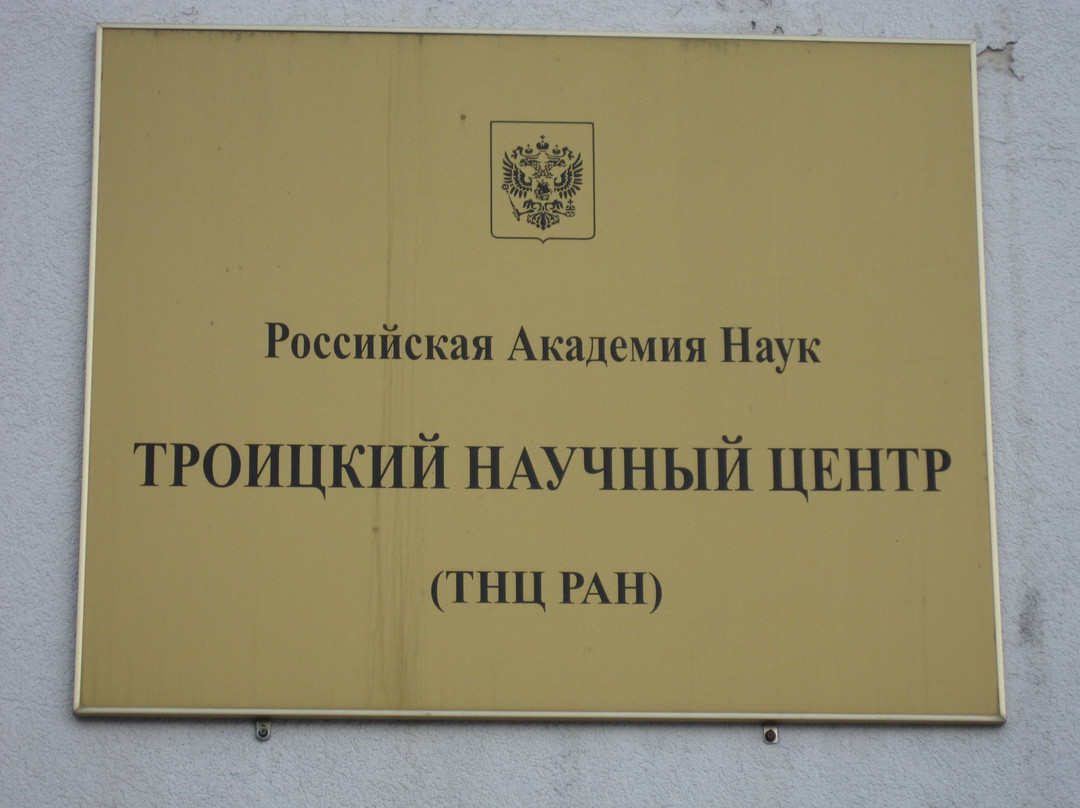 Российская Академия Наук
ТРОИЦКИЙ НАУЧНЫЙ ЦЕНТР
(ТНЦ РАН)